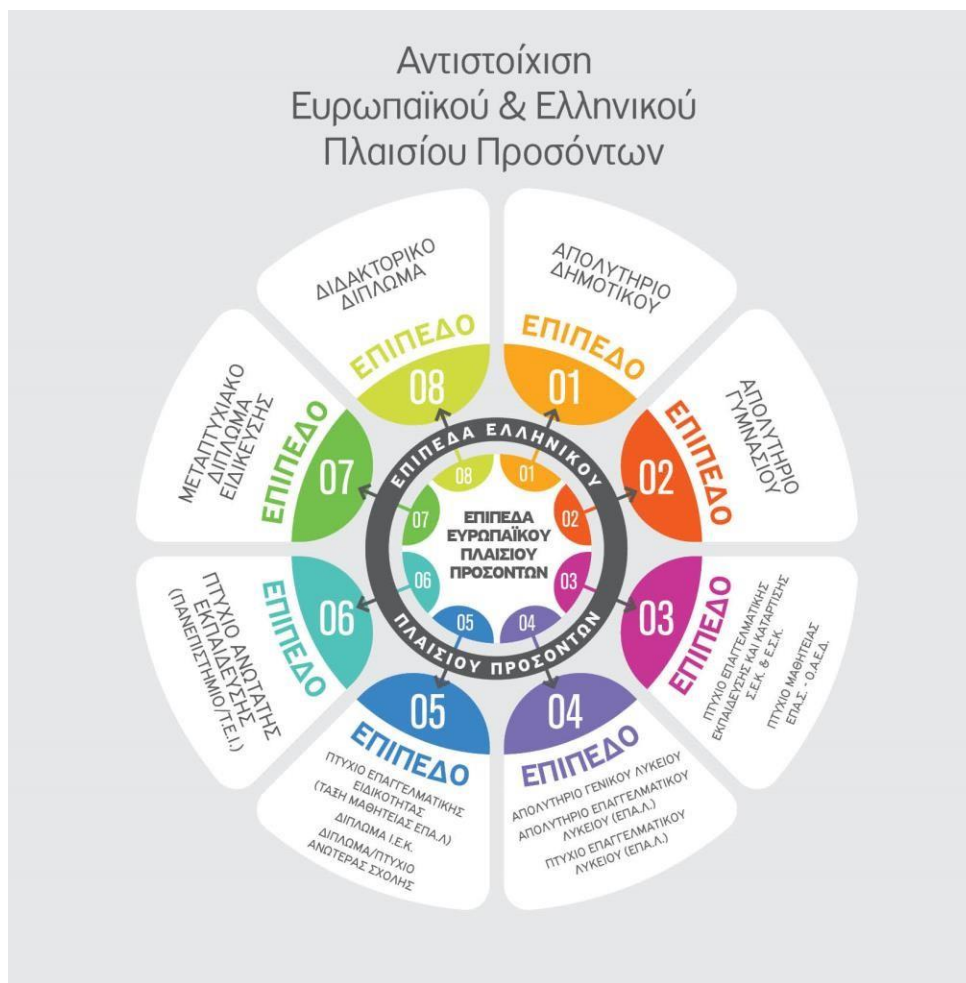 Αντιστοίχιση
Ευρωπαϊκού & Ελληνικού
Πλαισίου Προσόντων
ΑΠΟΛΥΤΗΡΙΟ
ΔΗΜΟΤΙΚΟΥ
ΕΠΙΠΕΔΟ
01
ΑΠΟΛΥΤΗΡΙΟ
ΓΥΜΝΑΣΙΟΥ
ΕΠΙΠΕΔΟ
02
ΕΠΙΠΕΔΟ
03
ΠΤΥΧΙΟ ΕΠΑΓΓΕΛΜΑΤΙΚΗΣ
ΕΚΠΑΙΔΕΥΣΗΣ ΚΑΙ ΚΑΤΑΡΤΙΣΗΣ
Σ.Ε.Κ. & Ε.Σ.Κ.
ΠΤΥΧΙΟ ΜΑΘΗΤΕΙΑΣ
ΕΠΑ.Σ. - Ο.Α.Ε.Δ.
04
ΕΠΙΠΕΔΟ
ΑΠΟΛΥΤΗΡΙΟ ΓΕΝΙΚΟΥ ΛΥΚΕΙΟΥ
ΑΠΟΛΥΤΗΡΙΟ ΕΠΑΓΓΕΛΜΑΤΙΚΟΥ
ΛΥΚΕΙΟΥ (ΕΠΑ.Λ.)
ΠΤΥΧΙΟ ΕΠΑΓΓΕΛΜΑΤΙΚΟΥ
ΛΥΚΕΙΟΥ (ΕΠΑ.Λ.)
05
ΕΠΙΠΕΔΟ
ΠΤΥΧΙΟ ΕΠΑΓΓΕΛΜΑΤΙΚΗΣ
ΕΙΔΙΚΟΤΗΤΑΣ
(ΤΑΞΗ ΜΑΘΗΤΕΙΑΣ ΕΠΑ.Λ)
ΔΙΠΛΩΜΑ Ι.Ε.Κ.
ΔΙΠΛΩΜΑ/ΠΤΥΧΙΟ
ΑΝΩΤΕΡΑΣ ΣΧΟΛΗΣ
06
ΕΠΙΠΕΔΟ
ΠΤΥΧΙΟ ΑΝΩΤΑΤΗΣ
ΕΚΠΑΙΔΕΥΣΗΣ
(ΠΑΝΕΠΙΣΤΗΜΙΟ/Τ.Ε.Ι.)
ΜΕΤΑΠΤΥΧΙΑΚΟ
ΔΙΠΛΩΜΑ
ΕΙΔΙΚΕΥΣΗΣ
ΕΠΙΠΕΔΟ
07
ΔΙΔΑΚΤΟΡΙΚΟ
ΔΙΠΛΩΜΑ
ΕΠΙΠΕΔΟ
08
ΕΠΙΠΕΔΑ ΕΛΛΗΝΙΚΟΥ
ΠΛΑΙΣΙΟΥ ΠΡΟΣΟΝΤΩΝ
01
02
03
04
05
06
07
08
ΕΠΙΠΕΔΑ
ΕΥΡΩΠΑΪΚΟΥ
ΠΛΑΙΣΙΟΥ
ΠΡΟΣΟΝΤΩΝ